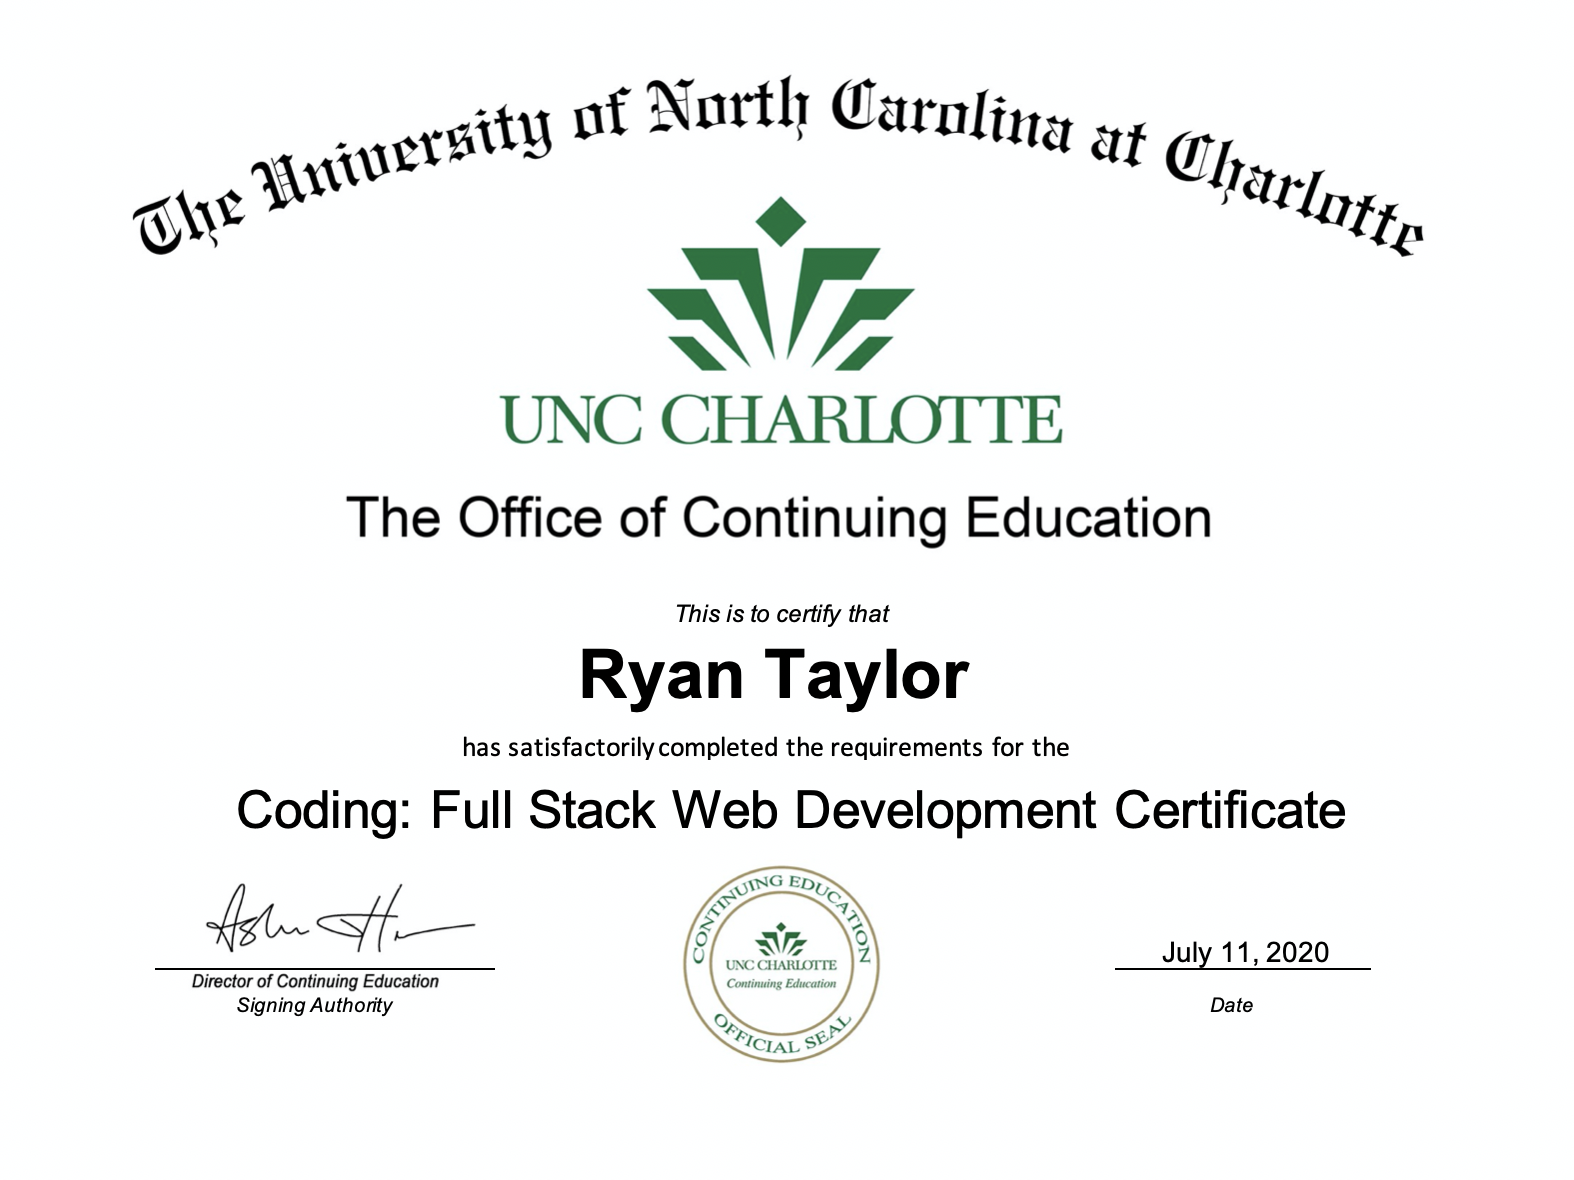 The University of North Carolina at Charlotte
UNC CHARLOTTE
The Office of Continuing Education
This is to certify that
Ryan Taylor
has satisfactorily completed the requirements for the
Coding: Full Stack Web Development Certificate
Director of Continuing Education
Signing Authority
CONTINUING EDUCATION
UNC CHARLOTTE
Continuing Education
OFFICIAL SEAL
July 11, 2020
Date